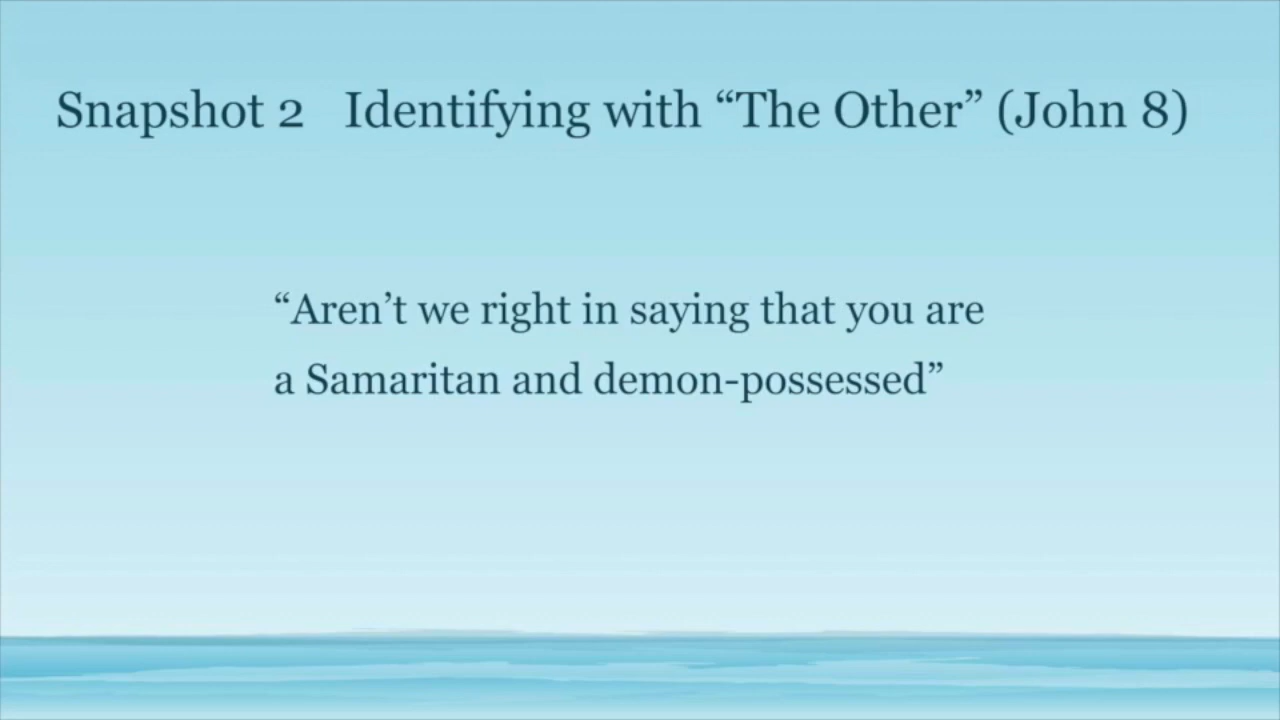 Snapshot 2 Identifying with “The Other” (John 8)
“Aren’t we right in saying that you are
a Samaritan and demon-possessed”